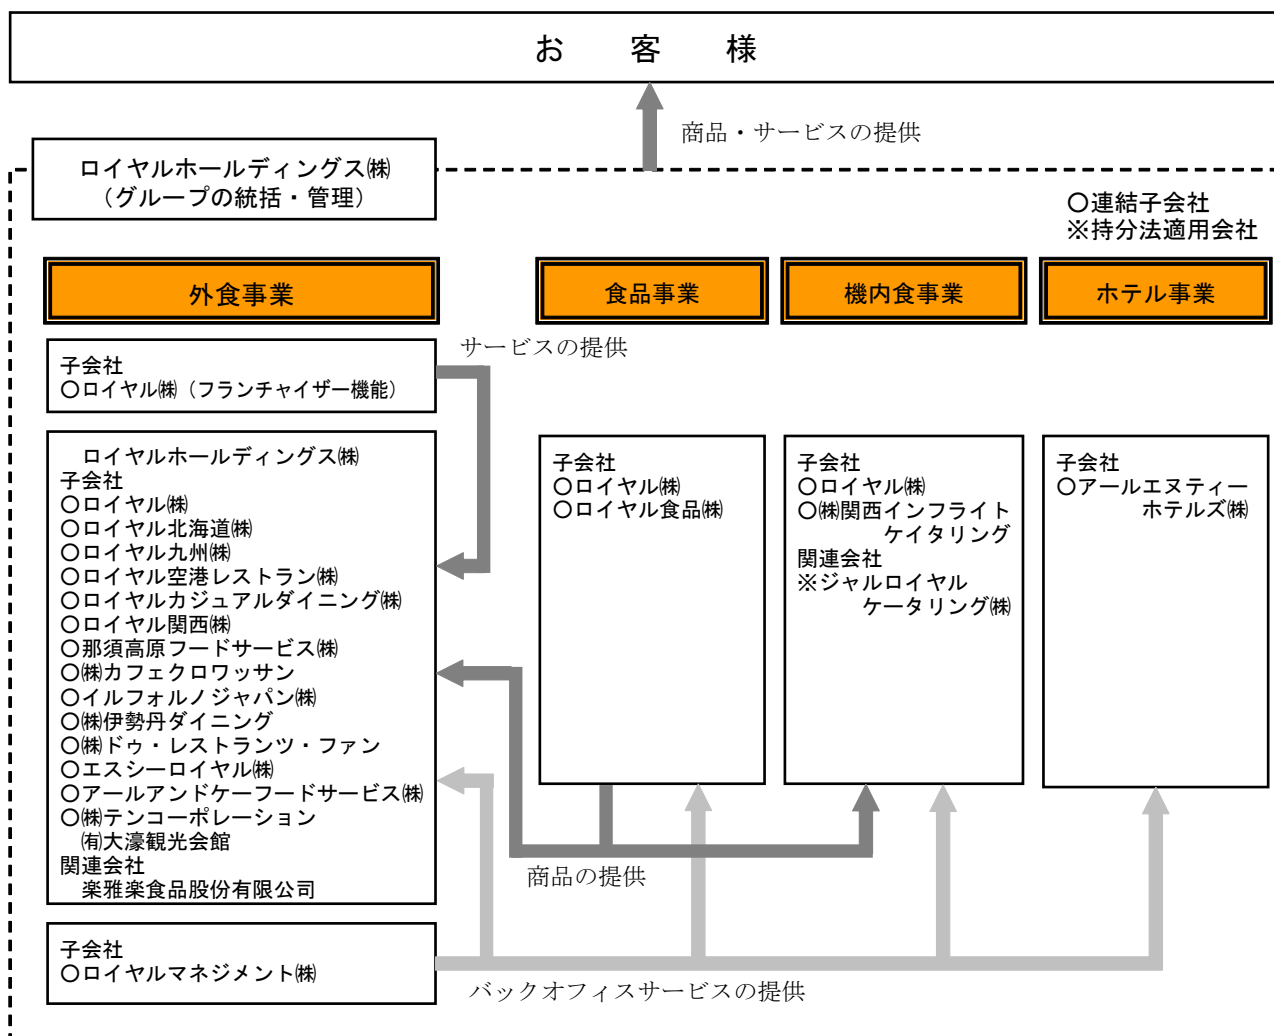 お　客　様
商品・サービスの提供
ロイヤルホールディングス㈱
（グループの統括・管理）
〇連結子会社
※持分法適用会社
外食事業
食品事業
機内食事業
ホテル事業
サービスの提供
子会社
〇ロイヤル㈱（フランチャイザー機能）
ロイヤルホールディングス㈱
子会社
〇ロイヤル㈱
〇ロイヤル北海道㈱
〇ロイヤル九州㈱
〇ロイヤル空港レストラン㈱
〇ロイヤルカジュアルダイニング㈱
〇ロイヤル関西㈱
〇那須高原フードサービス㈱
〇㈱カフェクロワッサン
〇イルフォルノジャパン㈱
〇㈱伊勢丹ダイニング
〇㈱ドゥ・レストランツ・ファン
〇エスシーロイヤル㈱
〇アールアンドケーフードサービス㈱
〇㈱テンコーポレーション
㈲大濠観光会館
関連会社
楽雅楽食品股份有限公司
子会社
〇ロイヤル㈱
〇ロイヤル食品㈱
子会社
〇ロイヤル㈱
〇㈱関西インフライト
ケイタリング
関連会社
※ジャルロイヤル
ケータリング㈱
子会社
〇アールエヌティー
ホテルズ㈱
商品の提供
子会社
〇ロイヤルマネジメント㈱
バックオフィスサービスの提供